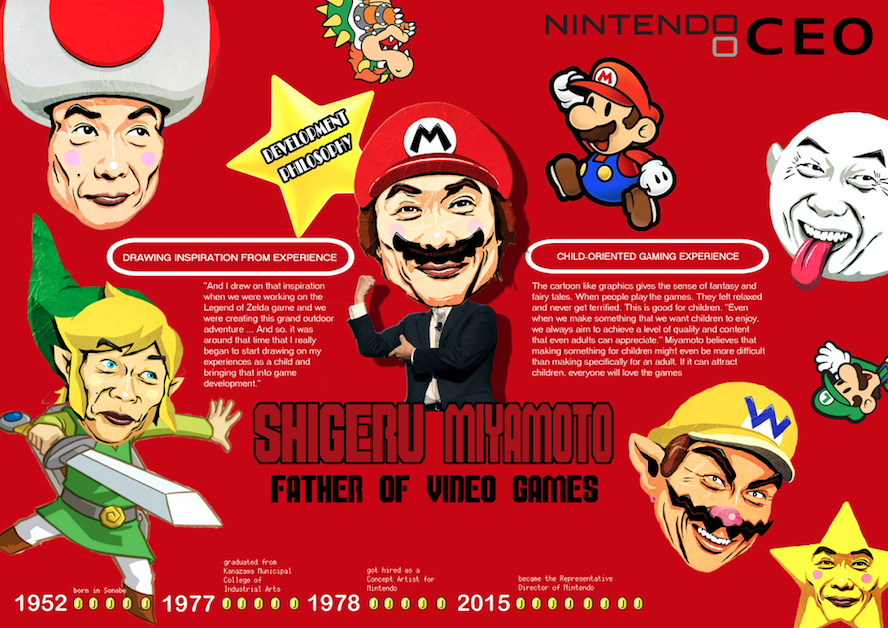 NINTENDO CEO
DEVELOPMENT
PHILOSOPHY
M
M
DRAWING INSPIRATION FROM EXPERIENCE
"And I drew on that inspiration
when we were working on the
Legend of Zelda game and we
were creating this grand outdoor
adventure ... And so, it was
around that time that I really
began to start drawing on my
experiences as a child and
bringing that into game
development."
CHILD-ORIENTED GAMING EXPERIENCE
The cartoon like graphics gives the sense of fantasy and
fairy tales. When people play the games. They felt relaxed
and never get terrified. This is good for children. "Even
when we make something that we want children to enjoy,
we always aim to achieve a level of quality and content
that even adults can appreciate." Miyamoto believes that
making something for children might even be more difficult
than making specifically for an adult. If it can attract
children, everyone will love the games
W
SHIGERU MIYAMOTO
FATHER OF VIDEO GAMES
1952
born in Sonobe
1977
graduated from
Kanazawa Municipal
College of
Industrial Arts
1978
got hired as a
Concept Artist for
Nintendo
2015
became the Representative
Director of Nintendo